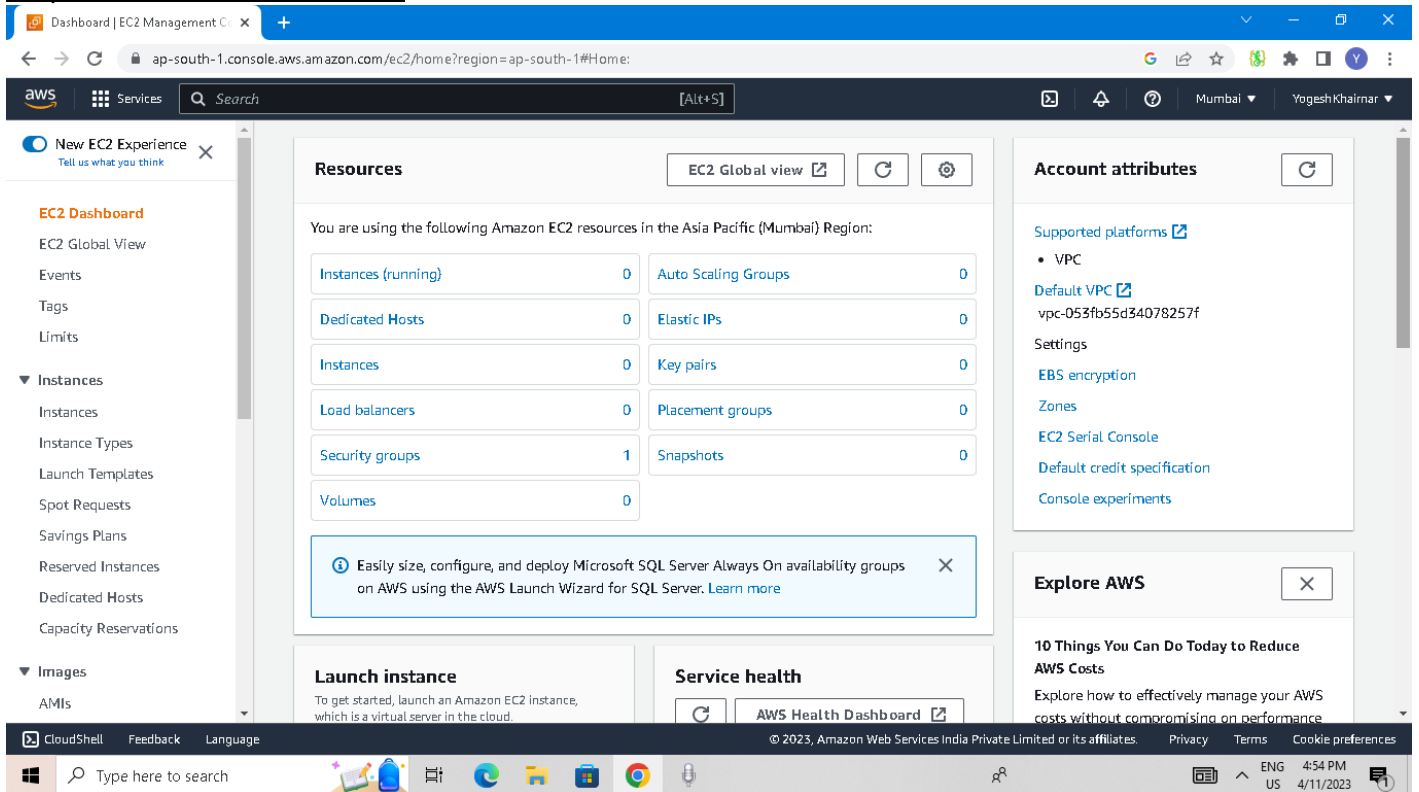 Dashboard | EC2 Management Co
ap-south-1.console.aws.amazon.com/ec2/home?region=ap-south-1#Home:
G
Y
aws
Services
Search
[Alt+S]
Mumbai
YogeshKhairnar
New EC2 Experience
Tell us what you think
EC2 Dashboard
EC2 Global View
Events
Tags
Limits
Instances
Instances
Instance Types
Launch Templates
Spot Requests
Savings Plans
Reserved Instances
Dedicated Hosts
Capacity Reservations
Images
AMIs
Resources
EC2 Global view
You are using the following Amazon EC2 resources in the Asia Pacific (Mumbai) Region:
Instances (running) 0
Auto Scaling Groups 0
Dedicated Hosts 0
Elastic IPs 0
Instances 0
Key pairs 0
Load balancers 0
Placement groups 0
Security groups 1
Snapshots 0
Volumes 0
Easily size, configure, and deploy Microsoft SQL Server Always On availability groups
on AWS using the AWS Launch Wizard for SQL Server. Learn more
Launch instance
To get started, launch an Amazon EC2 instance,
which is a virtual server in the cloud.
Service health
AWS Health Dashboard
Account attributes
Supported platforms
• VPC
Default VPC
vpc-053fb55d34078257f
Settings
EBS encryption
Zones
EC2 Serial Console
Default credit specification
Console experiments
Explore AWS
10 Things You Can Do Today to Reduce
AWS Costs
Explore how to effectively manage your AWS
costs without compromising on performance
CloudShell
Feedback
Language
© 2023, Amazon Web Services India Private Limited or its affiliates.
Privacy
Terms
Cookie preferences
Type here to search
ENG
US
4:54 PM
4/11/2023
1